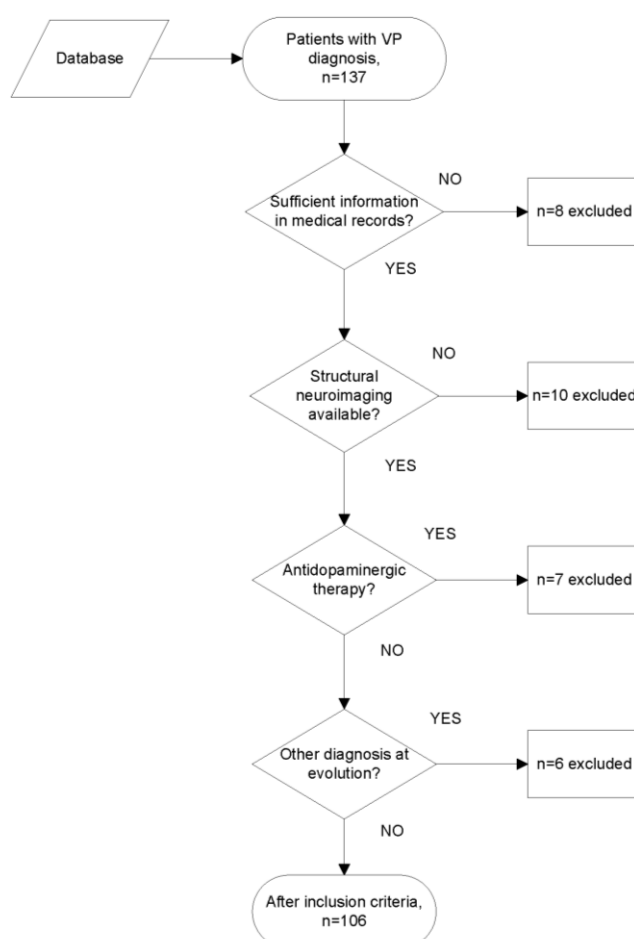 Database
Patients with VP
diagnosis,
n=137
NO
Sufficient information
in medical records?
n=8 excluded
YES
NO
Structural
neuroimaging
available?
n=10 excluded
YES
YES
Antidopaminergic
therapy?
n=7 excluded
NO
YES
Other diagnosis at
evolution?
n=6 excluded
NO
After inclusion criteria,
n=106